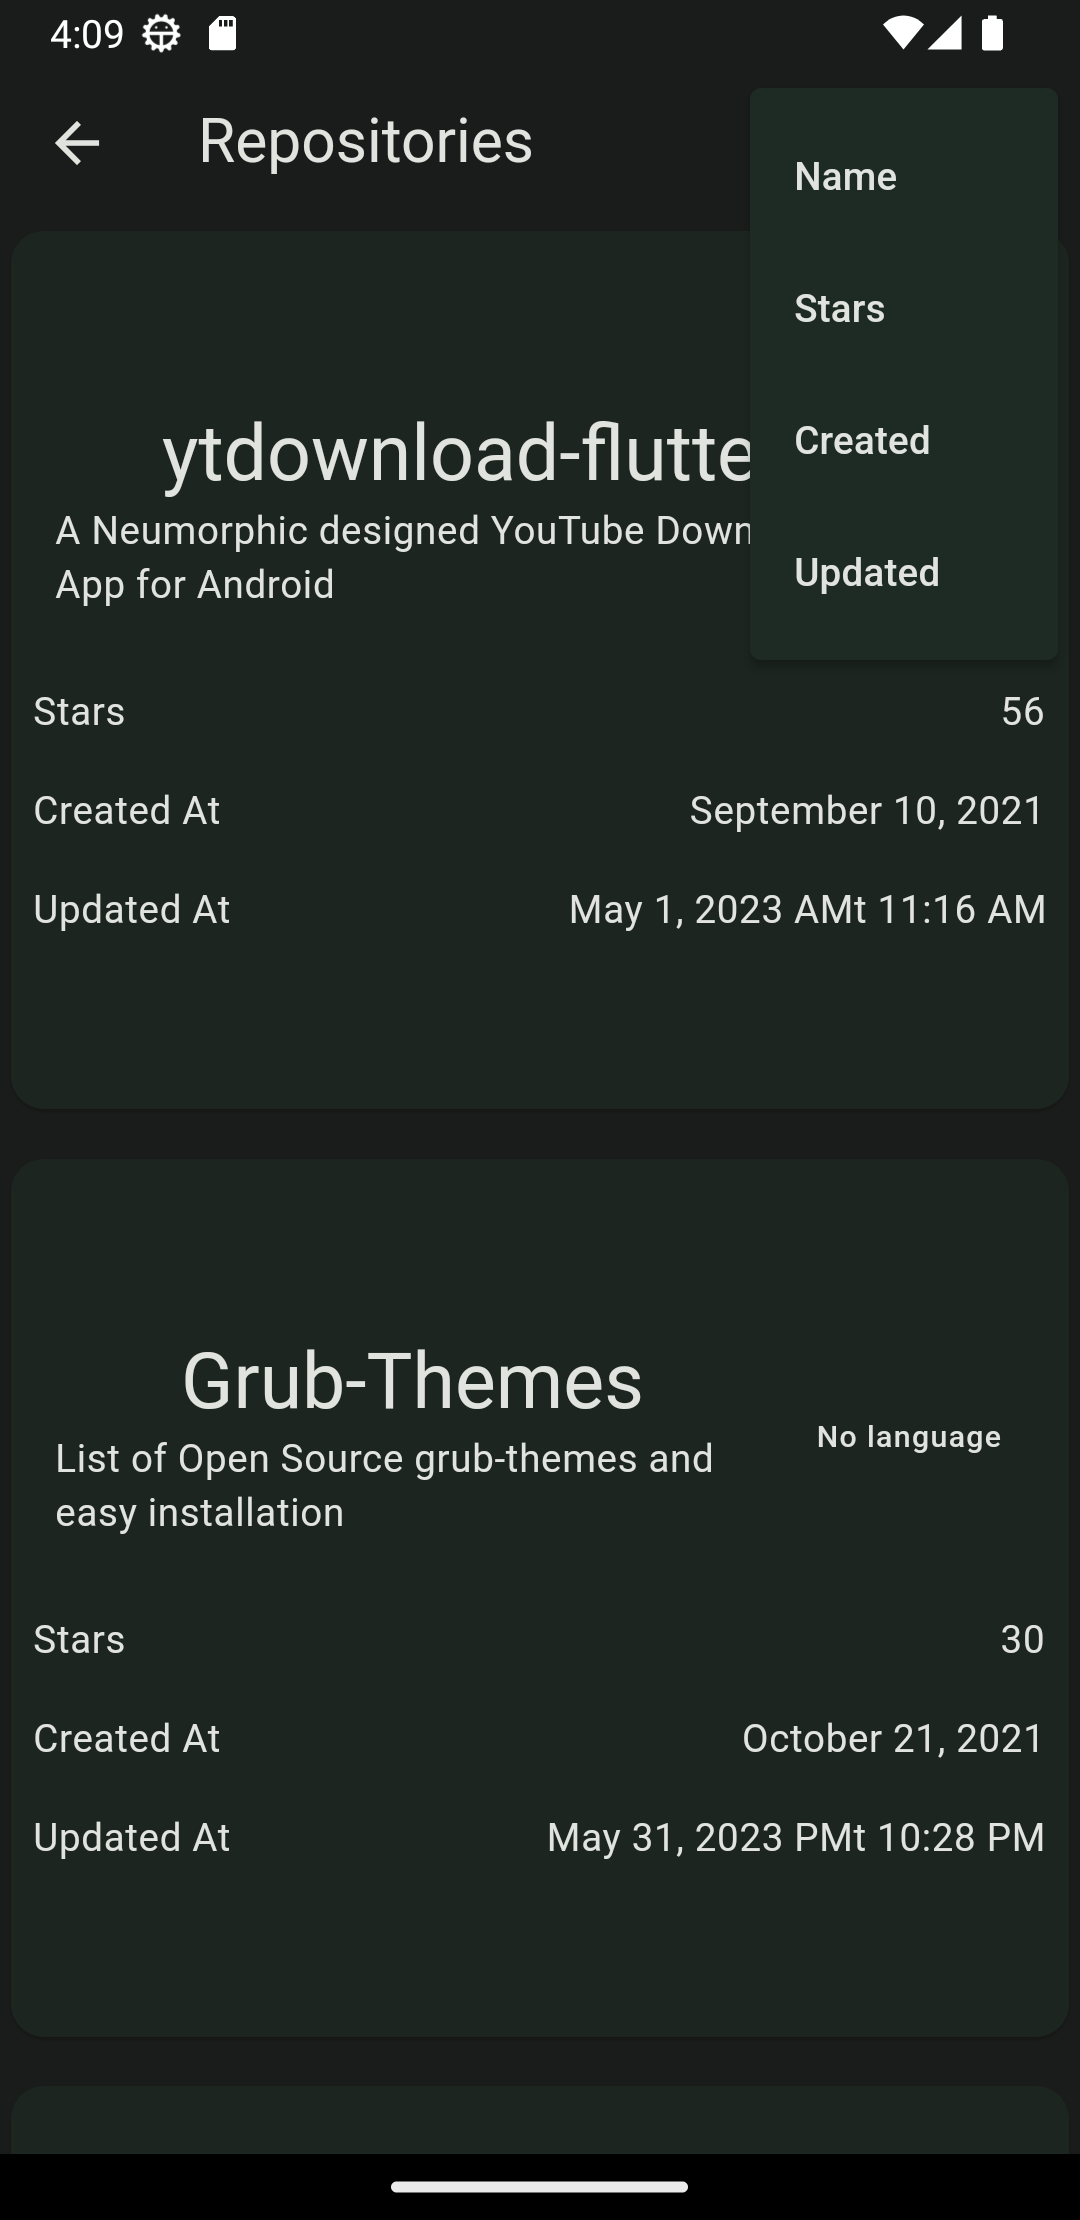 4:09
Repositories
Name
Stars
Created
Updated
ytdownload-flutte
A Neumorphic designed YouTube Down
App for Android
Stars 56
Created At September 10, 2021
Updated At May 1, 2023 AMt 11:16 AM
Grub-Themes
List of Open Source grub-themes and
easy installation
No language
Stars 30
Created At October 21, 2021
Updated At May 31, 2023 PMt 10:28 PM